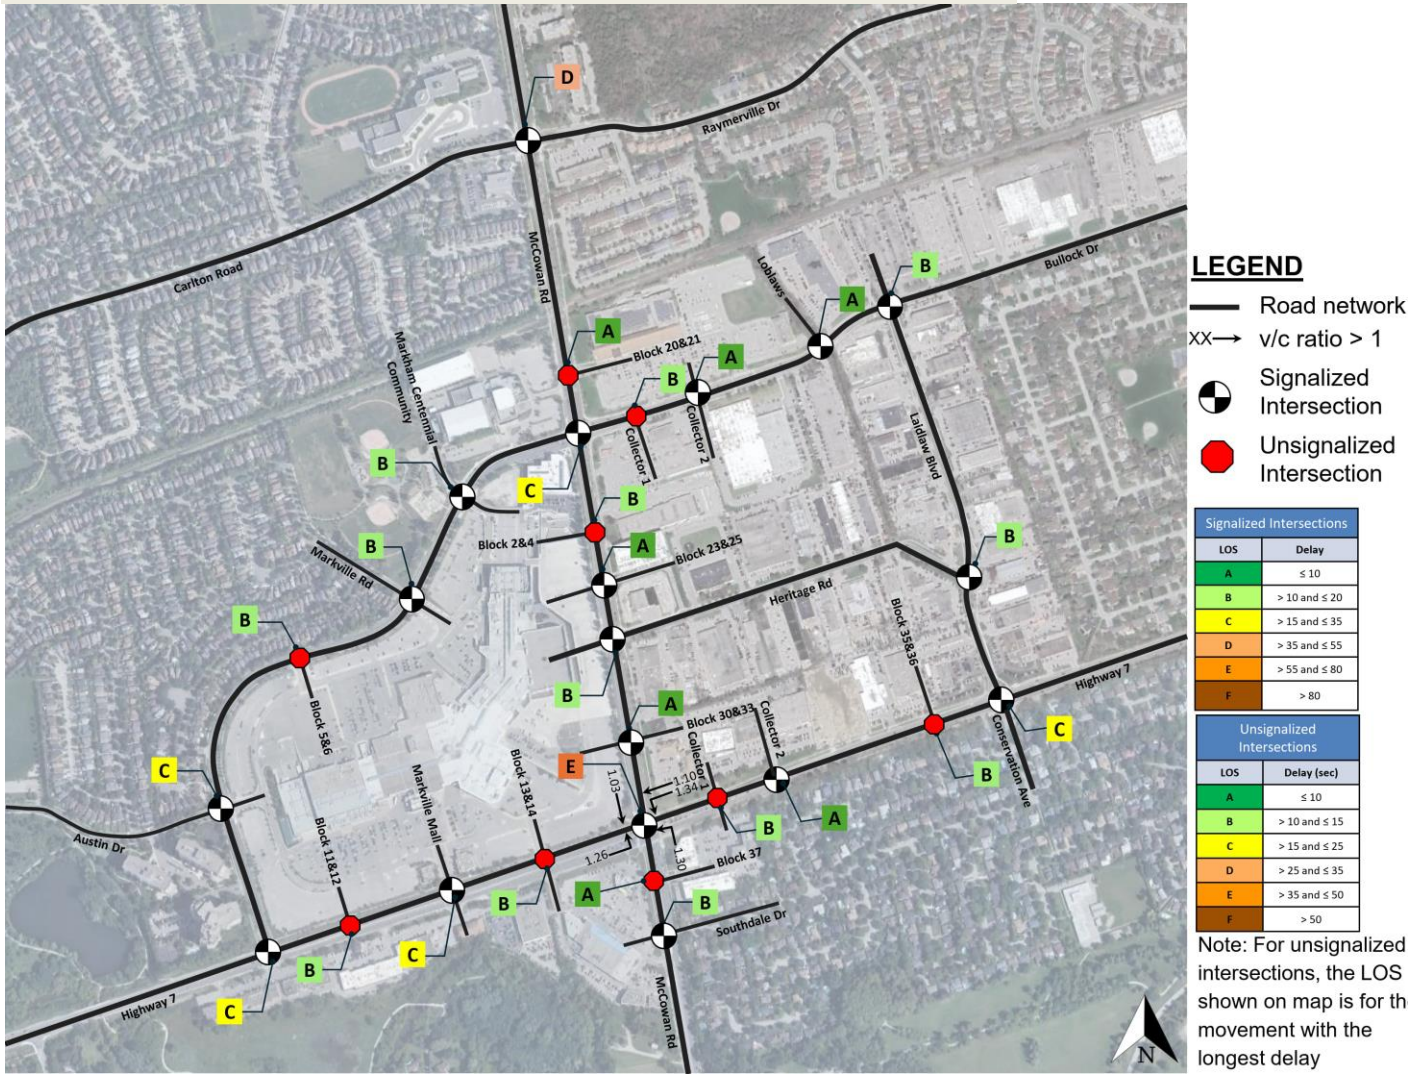 D
Raymerville Dr
Carlton Road
McCowan Rd
Loblaws
B
Bullock Dr
A
A
Block 20&21
A
Markham Centennial
Community
B
Collector 1
Collector 2
Laidlaw Blvd
B
C
B
Block 2&4
A
Block 23&25
B
Markville Rd
B
Heritage Rd
Block 35&36
B
Block 5&6
B
Highway 7
A
Block 30&33
Collector 2
Collector 1
Conservation Ave
C
C
E
1.03
1.10
1.34
B
Block 13&14
Markville Mall
B
A
Austin Dr
Block 11&12
1.26
1.30
Block 37
B
A
B
Southdale Dr
C
B
C
Highway 7
McCowan Rd
N
LEGEND
Road network
XX v/c ratio > 1
Signalized
Intersection
Unsignalized
Intersection
Signalized Intersections
LOS Delay
A ≤ 10
B > 10 and ≤ 20
C > 15 and ≤ 35
D > 35 and ≤ 55
E > 55 and ≤ 80
F > 80
Unsignalized
Intersections
LOS Delay (sec)
A ≤ 10
B > 10 and ≤ 15
C > 15 and ≤ 25
D > 25 and ≤ 35
E > 35 and ≤ 50
F > 50
Note: For unsignalized
intersections, the LOS
shown on map is for th
movement with the
longest delay